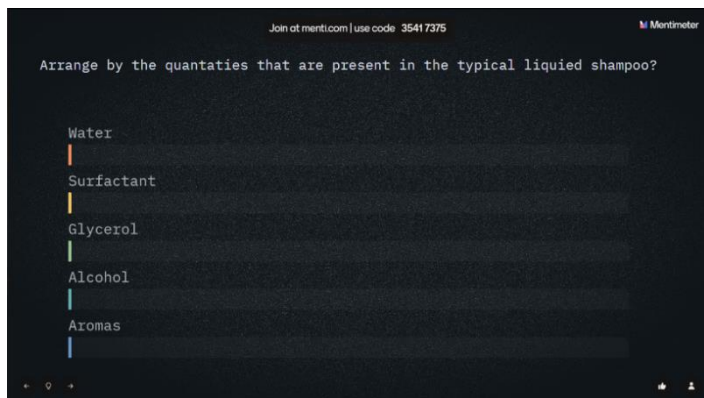 Join at menti.com | use code 3541 7375
Mentimeter
Arrange by the quantaties that are present in the typical liquied shampoo?
Water
Surfactant
Glycerol
Alcohol
Aromas